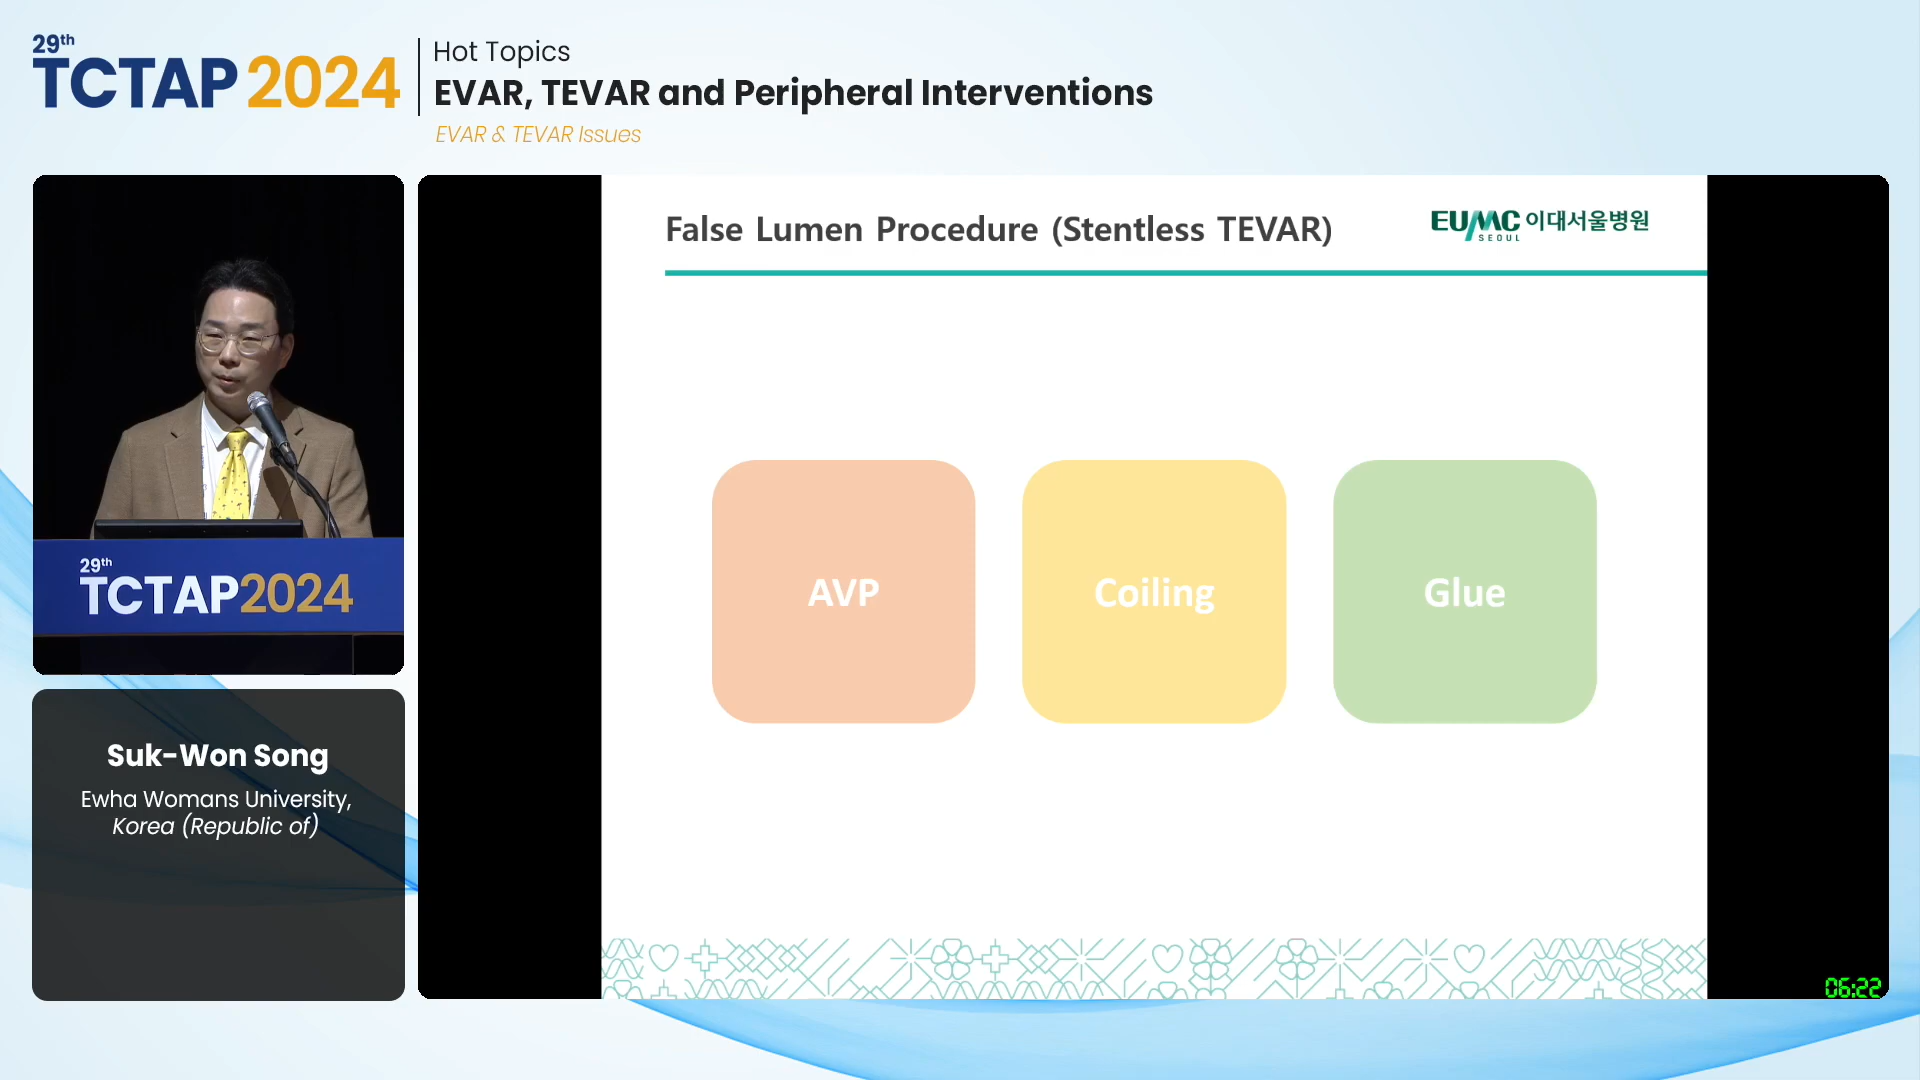 29th
TCTAP 2024
Hot Topics
EVAR, TEVAR and Peripheral Interventions
EVAR & TEVAR Issues
False Lumen Procedure (Stentless TEVAR)
EUMC 이대서울병원
SEOUL
AVP
Coiling
Glue
29th
TCTAP2024
Suk-Won Song
Ewha Womans University,
Korea (Republic of)
06:22